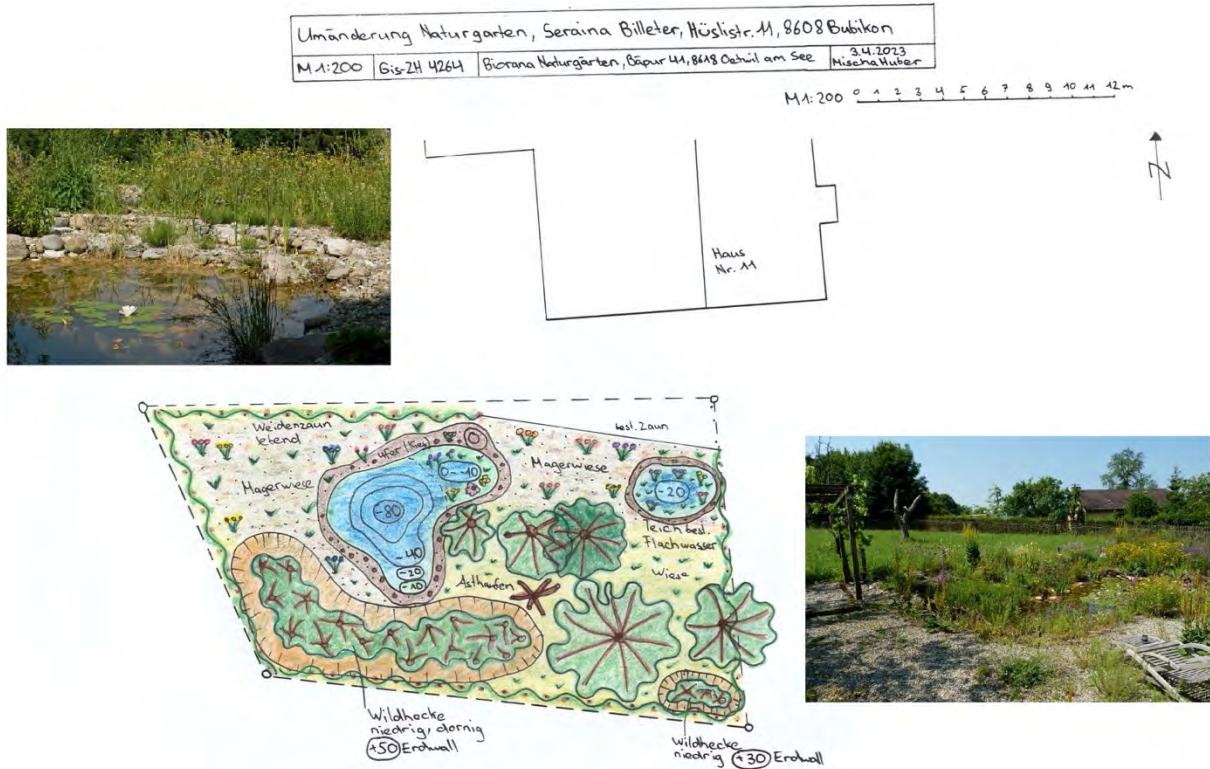 Umänderung Naturgarten, Seraina Billeter, Hüslistr. 11, 8608 Bubikon
M 1:200 Gis-ZH 4264 Biorana Naturgärten, Bäpur 41, 8618 Oetwil am See 3.4.2023
Mischa Huber
M 1:200 0 1 2 3 4 5 6 7 8 9 10 11 12 m
N
Haus
Nr. 11
Weidenzaun
lebend
best. Zaun
ufer (Kies)
0--10
Magerwiese
Magerwiese
-80
-20
Teich best.
Flachwasser
-40
-20
-10
Wiese
Asthaufen
Wildhecke
niedrig, dornig
+50 Erdwall
Wildhecke
niedrig +30 Erdwall